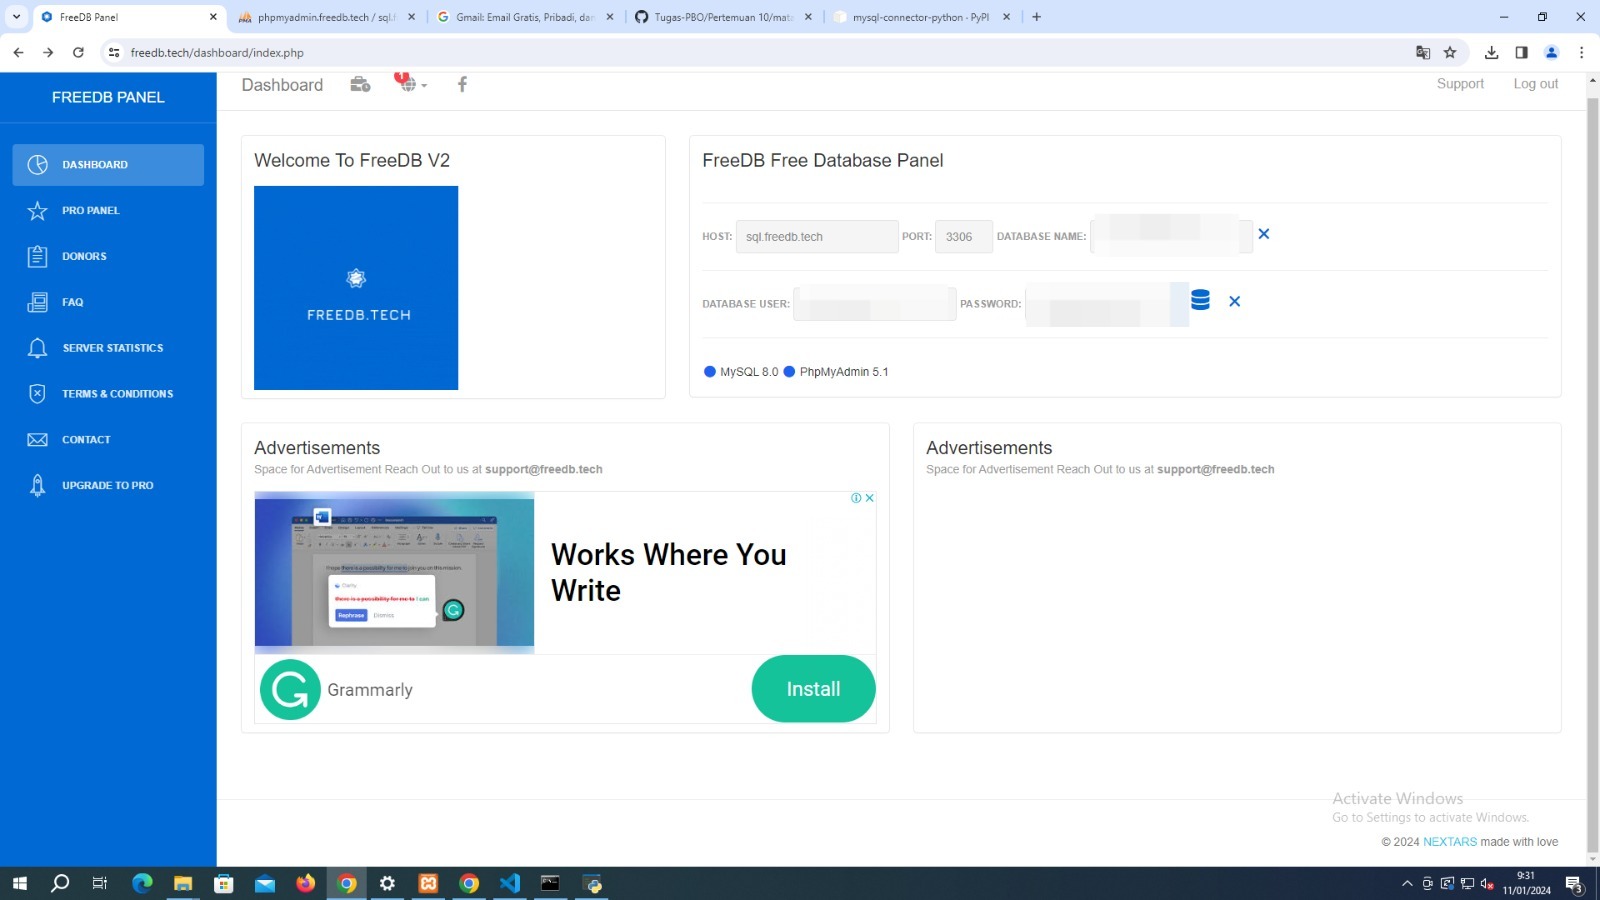 FreeDB Panel
phpmyadmin.freedb.tech / sql.f
Gmail: Email Gratis, Pribadi, dan
Tugas-PBO/Pertemuan 10/mata
mysql-connector-python · PyPI
freedb.tech/dashboard/index.php
FREEDB PANEL
DASHBOARD
PRO PANEL
DONORS
FAQ
SERVER STATISTICS
TERMS & CONDITIONS
CONTACT
UPGRADE TO PRO
Dashboard
1
Support
Log out
Welcome To FreeDB V2
FREEDB.TECH
FreeDB Free Database Panel
HOST: sql.freedb.tech PORT: 3306 DATABASE NAME:
DATABASE USER: PASSWORD:
MySQL 8.0 PhpMyAdmin 5.1
Advertisements
Space for Advertisement Reach Out to us at support@freedb.tech
Works Where You
Write
Rephrase Dismiss
Grammarly
Install
Advertisements
Space for Advertisement Reach Out to us at support@freedb.tech
Activate Windows
Go to Settings to activate Windows.
© 2024 NEXTARS made with love
9:31
11/01/2024
3